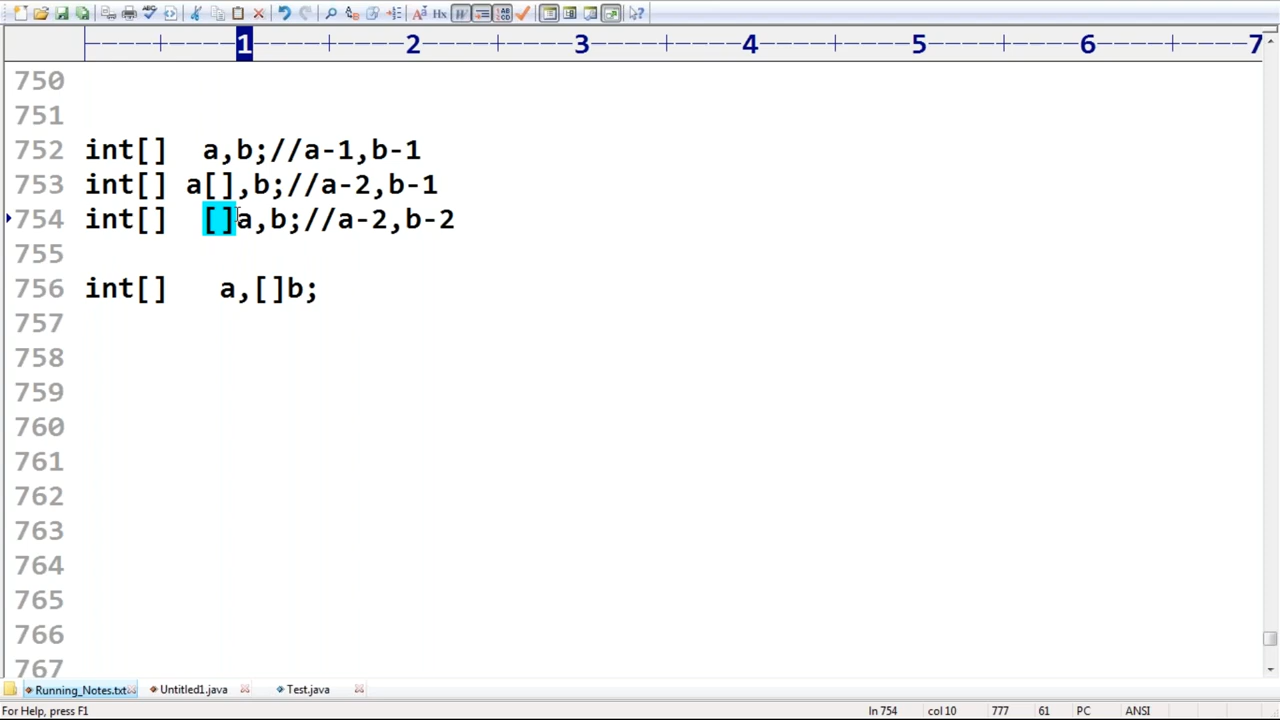 1 2 3 4 5 6 7
750
751
752 int[]  a,b;//a-1,b-1
753 int[] a[],b;//a-2,b-1
754 int[]  []a,b;//a-2,b-2
755
756 int[]   a,[]b;
757
758
759
760
761
762
763
764
765
766
767
Running_Notes.txt Untitled1.java Test.java
For Help, press F1 ln 754 col 10 777 61 PC ANSI